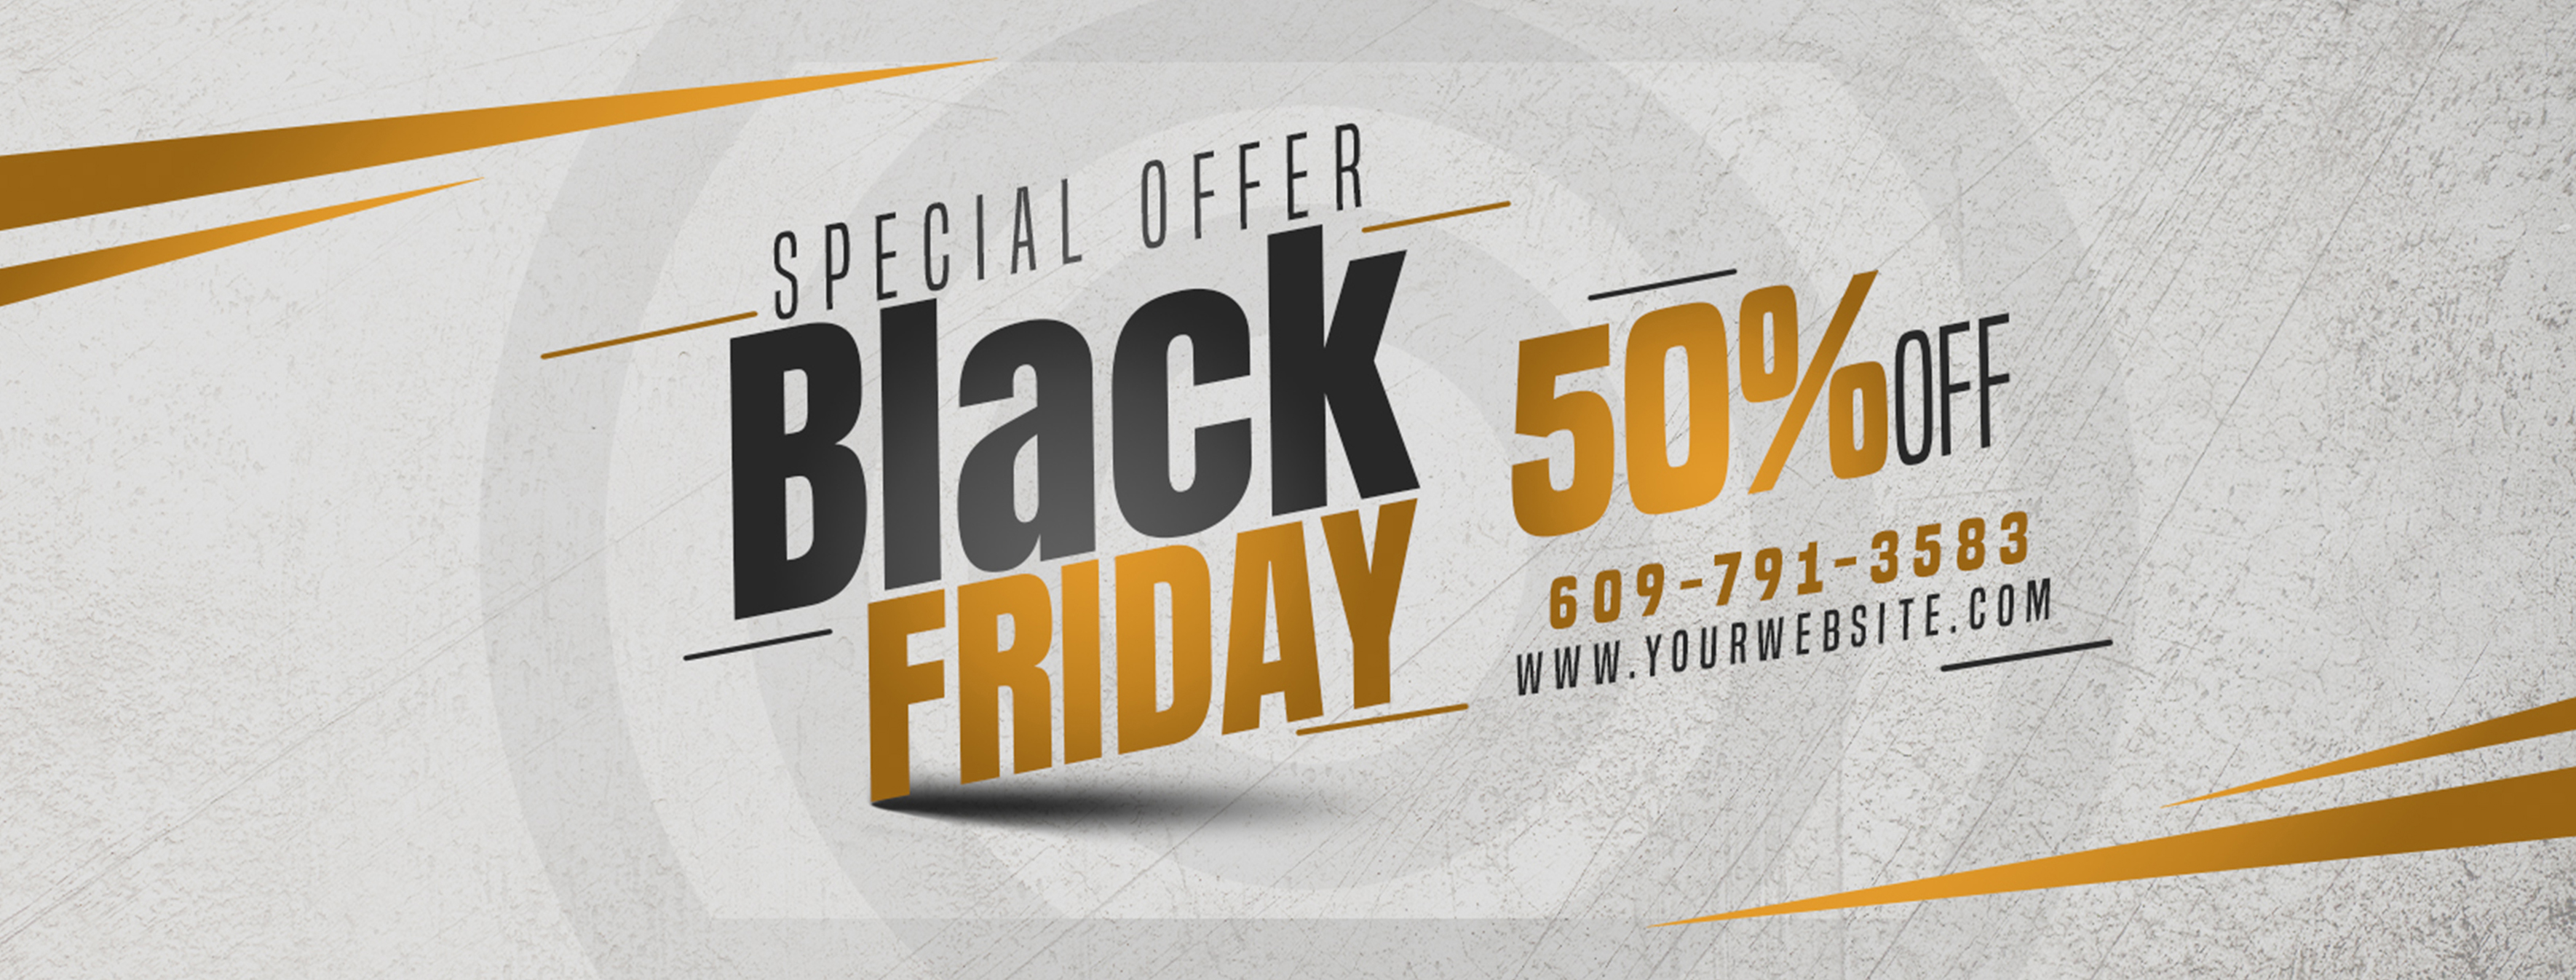 SPECIAL OFFER
Black
FRIDAY
50% OFF
609-791-3583
WWW.YOURWEBSITE.COM